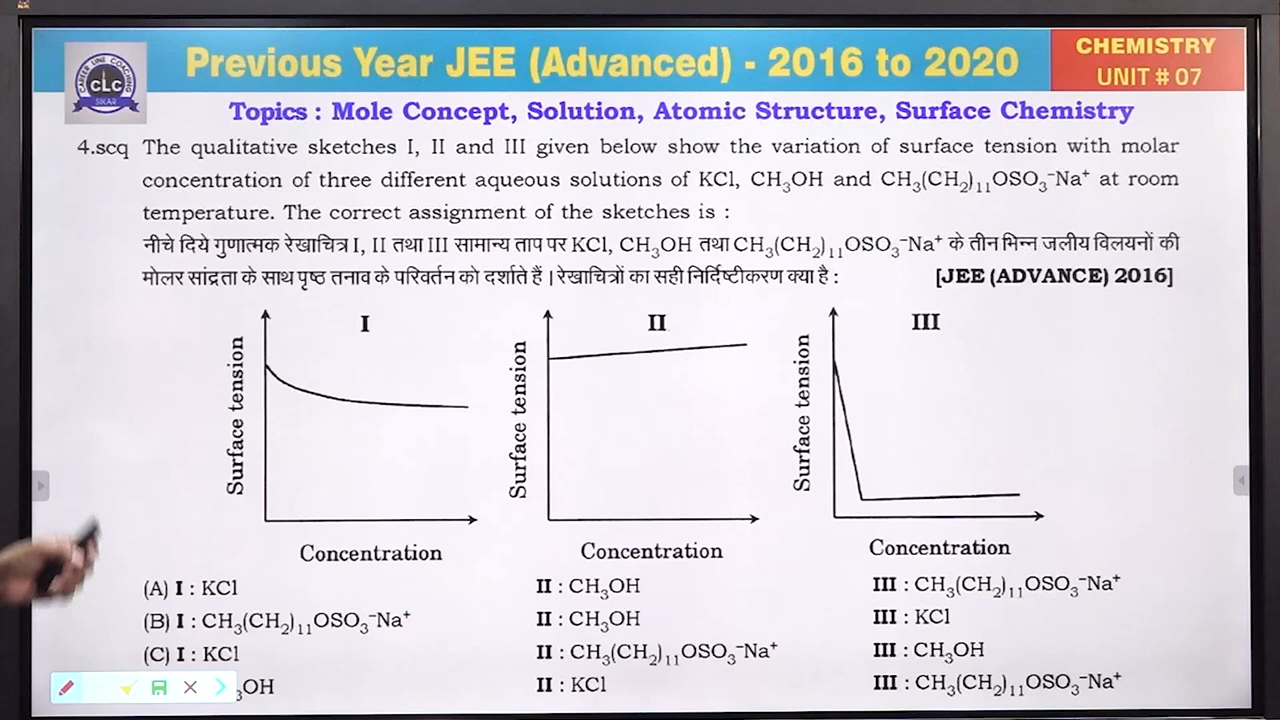 Previous Year JEE (Advanced) - 2016 to 2020
CHEMISTRY
UNIT # 07
CAREER LINE COACHING
CLC
SIKAR
Topics : Mole Concept, Solution, Atomic Structure, Surface Chemistry
4.scq The qualitative sketches I, II and III given below show the variation of surface tension with molar
concentration of three different aqueous solutions of KCl, CH₃OH and CH₃(CH₂)₁₁OSO₃⁻Na⁺ at room
temperature. The correct assignment of the sketches is :
नीचे दिये गुणात्मक रेखाचित्र I, II तथा III सामान्य ताप पर KCl, CH₃OH तथा CH₃(CH₂)₁₁OSO₃⁻Na⁺ के तीन भिन्न जलीय विलयनों की
मोलर सांद्रता के साथ पृष्ठ तनाव के परिवर्तन को दर्शाते हैं। रेखाचित्रों का सही निर्दिष्टीकरण क्या है : [JEE (ADVANCE) 2016]
I
II
III
Surface tension
Surface tension
Surface tension
Concentration
Concentration
Concentration
(A) I : KCl II : CH₃OH III : CH₃(CH₂)₁₁OSO₃⁻Na⁺
(B) I : CH₃(CH₂)₁₁OSO₃⁻Na⁺ II : CH₃OH III : KCl
(C) I : KCl II : CH₃(CH₂)₁₁OSO₃⁻Na⁺ III : CH₃OH
₃OH II : KCl III : CH₃(CH₂)₁₁OSO₃⁻Na⁺